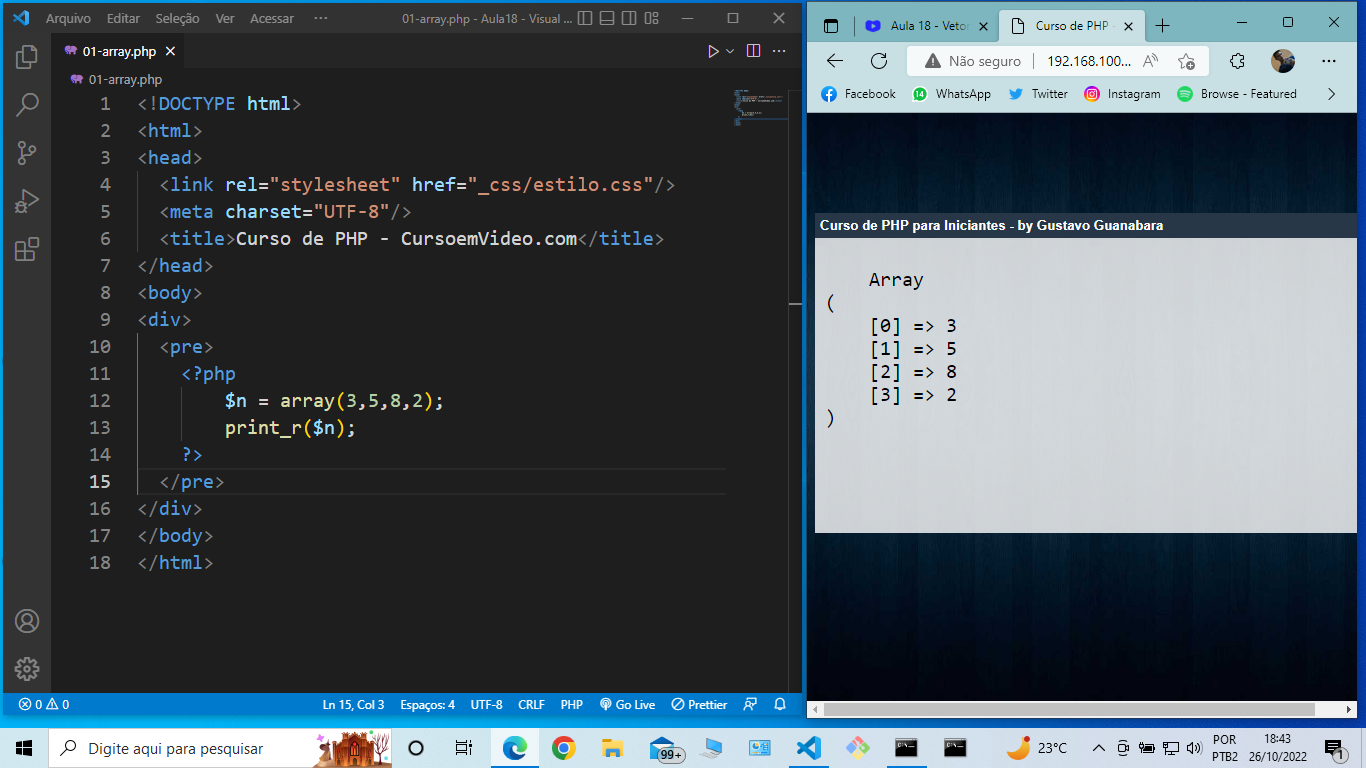 Arquivo Editar Seleção Ver Acessar ··· 01-array.php - Aula18 - Visual ...
01-array.php
01-array.php
1 <!DOCTYPE html>
2 <html>
3 <head>
4 <link rel="stylesheet" href="_css/estilo.css"/>
5 <meta charset="UTF-8"/>
6 <title>Curso de PHP - CursoemVideo.com</title>
7 </head>
8 <body>
9 <div>
10 <pre>
11 <?php
12 $n = array(3,5,8,2);
13 print_r($n);
14 ?>
15 </pre>
16 </div>
17 </body>
18 </html>
0 0 Ln 15, Col 3 Espaços: 4 UTF-8 CRLF PHP Go Live Prettier
Aula 18 - Vetor Curso de PHP -
Não seguro 192.168.100...
Facebook 14 WhatsApp Twitter Instagram Browse - Featured
Curso de PHP para Iniciantes - by Gustavo Guanabara
Array
(
[0] => 3
[1] => 5
[2] => 8
[3] => 2
)
Digite aqui para pesquisar 99+ 23°C POR 18:43
PTB2 26/10/2022 1